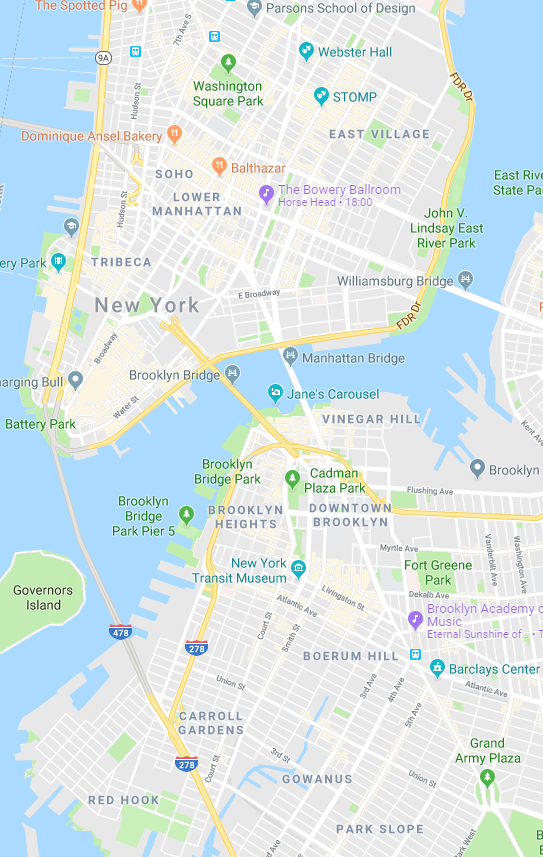 The Spotted Pig
Parsons School of Design
7th Ave S
Webster Hall
9A
Washington
Square Park
STOMP
FDR Dr
Hudson St
EAST VILLAGE
Dominique Ansel Bakery
Balthazar
SOHO
The Bowery Ballroom
Horse Head • 18:00
LOWER
MANHATTAN
Hudson St
East Rive
State Pa
John V.
Lindsay East
River Park
ery Park
TRIBECA
Williamsburg Bridge
E Broadway
New York
FDR Dr
Broadway
Manhattan Bridge
Brooklyn Bridge
harging Bull
Jane's Carousel
Water St
Battery Park
VINEGAR HILL
Kent Ave
Brooklyn
Bridge Park
Cadman
Plaza Park
Brooklyn
Flushing Ave
Brooklyn
Bridge
Park Pier 5
BROOKLYN
HEIGHTS
DOWNTOWN
BROOKLYN
Myrtle Ave
Vanderbilt Ave
Washington Ave
New York
Transit Museum
Fort Greene
Park
Governors
Island
Livingston St
Dekalb Ave
Atlantic Ave
Brooklyn Academy o
Music
Eternal Sunshine of... • T
478
Court St
Smith St
278
BOERUM HILL
Barclays Center
Union St
3rd Ave
4th Ave
Atlantic Ave
5th Ave
CARROLL
GARDENS
3rd St
Grand
Army Plaza
278
Court St
GOWANUS
Union St
RED HOOK
PARK SLOPE
3rd Ave
k West
B